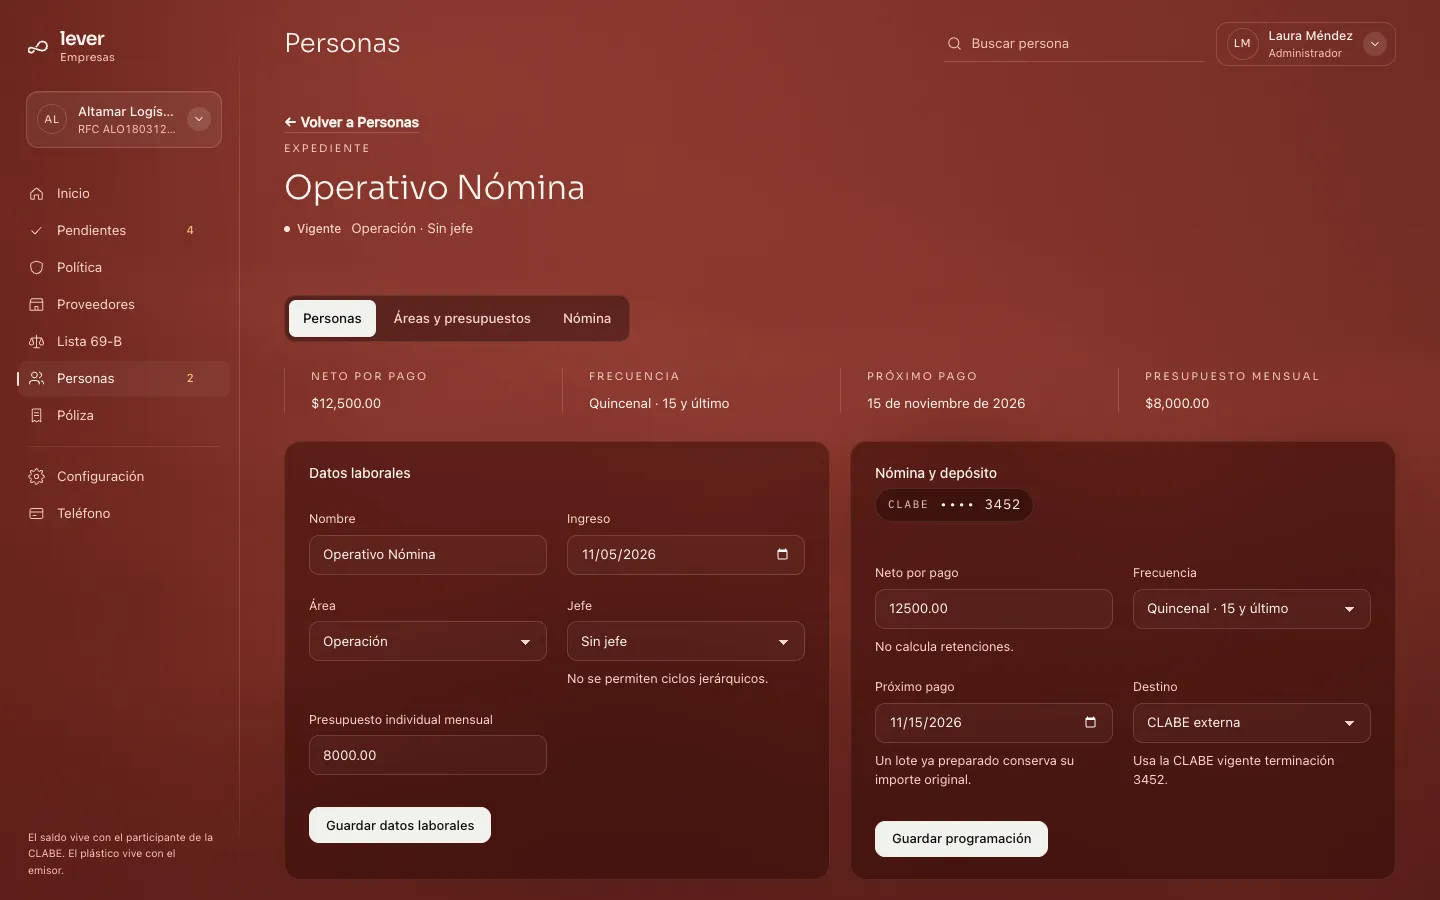 lever
Empresas
Personas
Buscar persona
LM
Laura Méndez
Administrador
AL
Altamar Logís...
RFC ALO180312...
Inicio
Pendientes 4
Política
Proveedores
Lista 69-B
Personas 2
Póliza
Configuración
Teléfono
El saldo vive con el participante de la
CLABE. El plástico vive con el
emisor.
← Volver a Personas
EXPEDIENTE
Operativo Nómina
Vigente Operación · Sin jefe
Personas Áreas y presupuestos Nómina
NETO POR PAGO
$12,500.00
FRECUENCIA
Quincenal · 15 y último
PRÓXIMO PAGO
15 de noviembre de 2026
PRESUPUESTO MENSUAL
$8,000.00
Datos laborales
Nombre
Operativo Nómina
Ingreso
11/05/2026
Área
Operación
Jefe
Sin jefe
No se permiten ciclos jerárquicos.
Presupuesto individual mensual
8000.00
Guardar datos laborales
Nómina y depósito
CLABE •••• 3452
Neto por pago
12500.00
No calcula retenciones.
Frecuencia
Quincenal · 15 y último
Próximo pago
11/15/2026
Un lote ya preparado conserva su
importe original.
Destino
CLABE externa
Usa la CLABE vigente terminación
3452.
Guardar programación